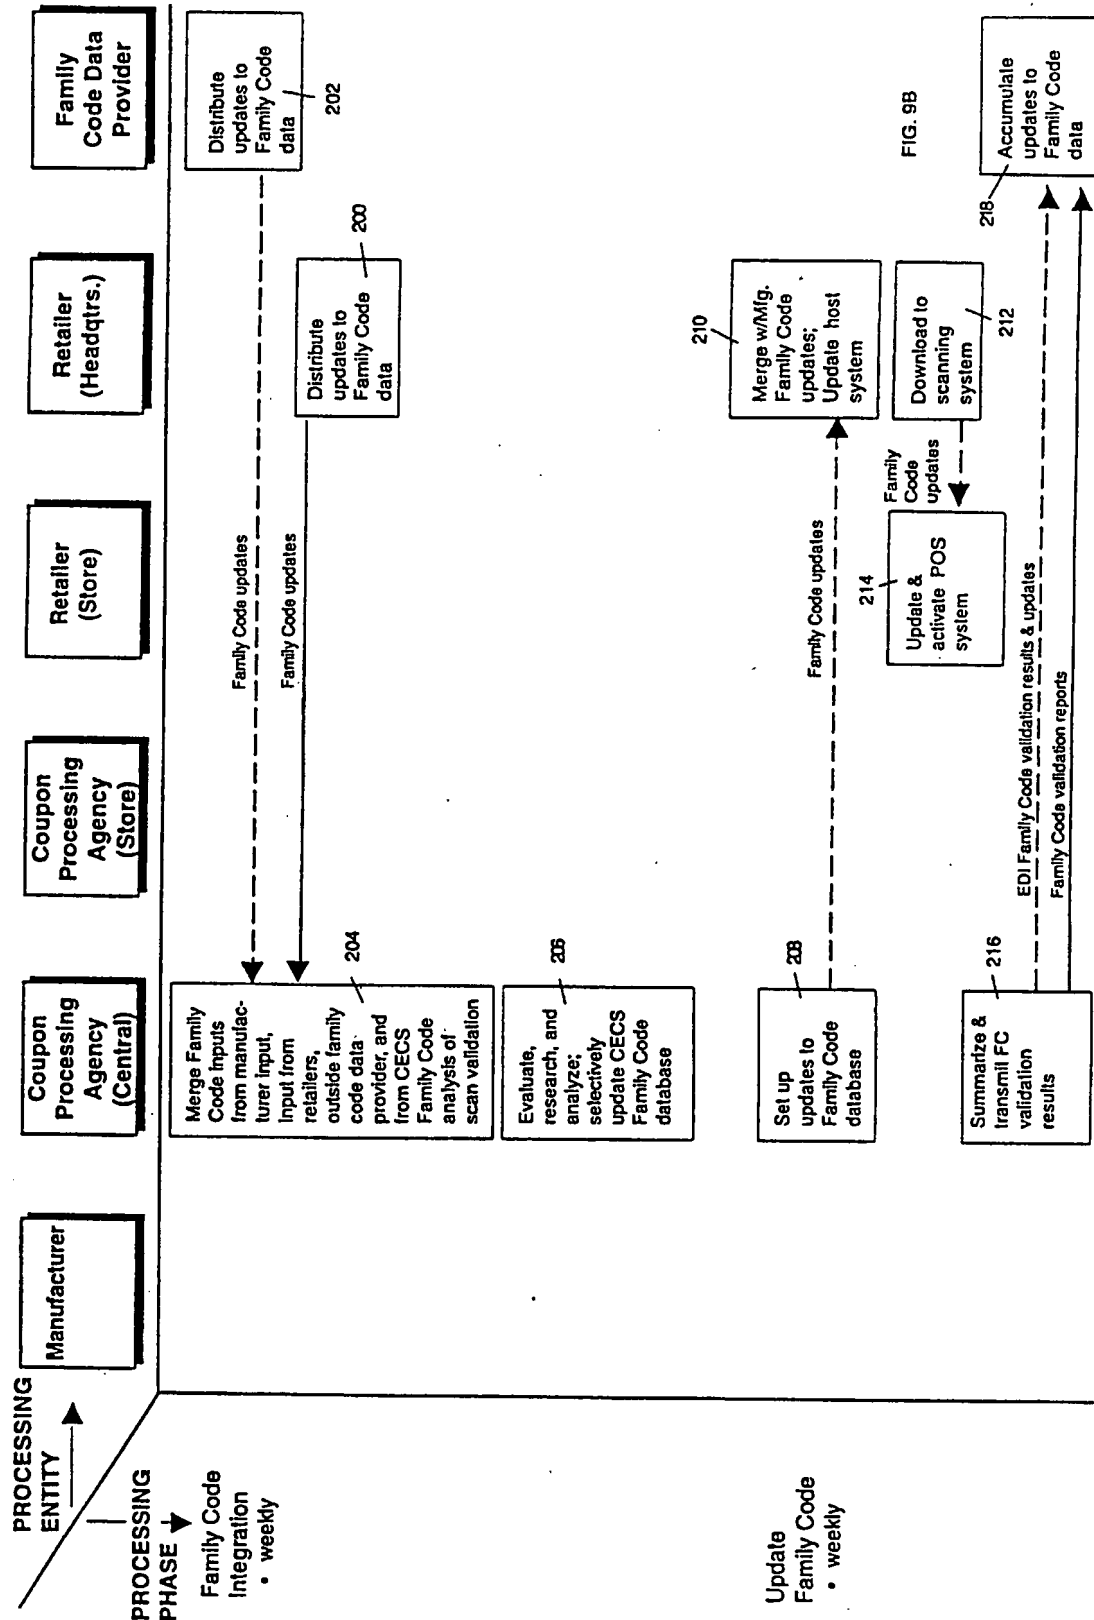 PROCESSING
ENTITY
PROCESSING
PHASE
Manufacturer
Coupon
Processing
Agency
(Central)
Coupon
Processing
Agency
(Store)
Retailer
(Store)
Retailer
(Headqtrs.)
Family
Code Data
Provider
Family Code
Integration
• weekly
Distribute
updates to
Family Code
data
202
Family Code updates
Distribute
updates to
Family Code
data
200
Family Code updates
Merge Family
Code Inputs
from manufac-
turer input,
Input from
retailers,
outside family
code data
provider, and
from CECS
Family Code
analysis of
scan validation
204
Evaluate,
research, and
analyze;
selectively
update CECS
Family Code
database
206
Update
Family Code
• weekly
Set up
updates to
Family Code
database
208
Family Code updates
Merge w/Mfg.
Family Code
updates;
Update host
system
210
Download to
scanning
system
212
Family
Code
updates
Update &
activate POS
system
214
Summarize &
transmit FC
validation
results
216
EDI Family Code validation results & updates
Family Code validation reports
Accumulate
updates to
Family Code
data
218
FIG. 9B